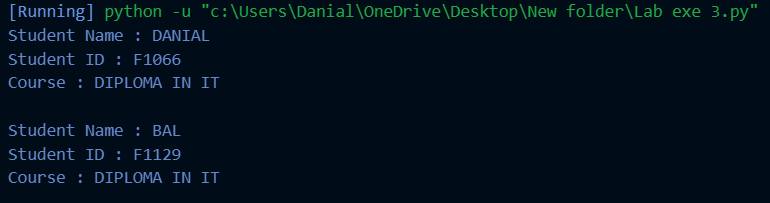 [Running] python -u "c:\Users\Danial\OneDrive\Desktop\New folder\Lab exe 3.py"
Student Name : DANIAL
Student ID : F1066
Course : DIPLOMA IN IT

Student Name : BAL
Student ID : F1129
Course : DIPLOMA IN IT